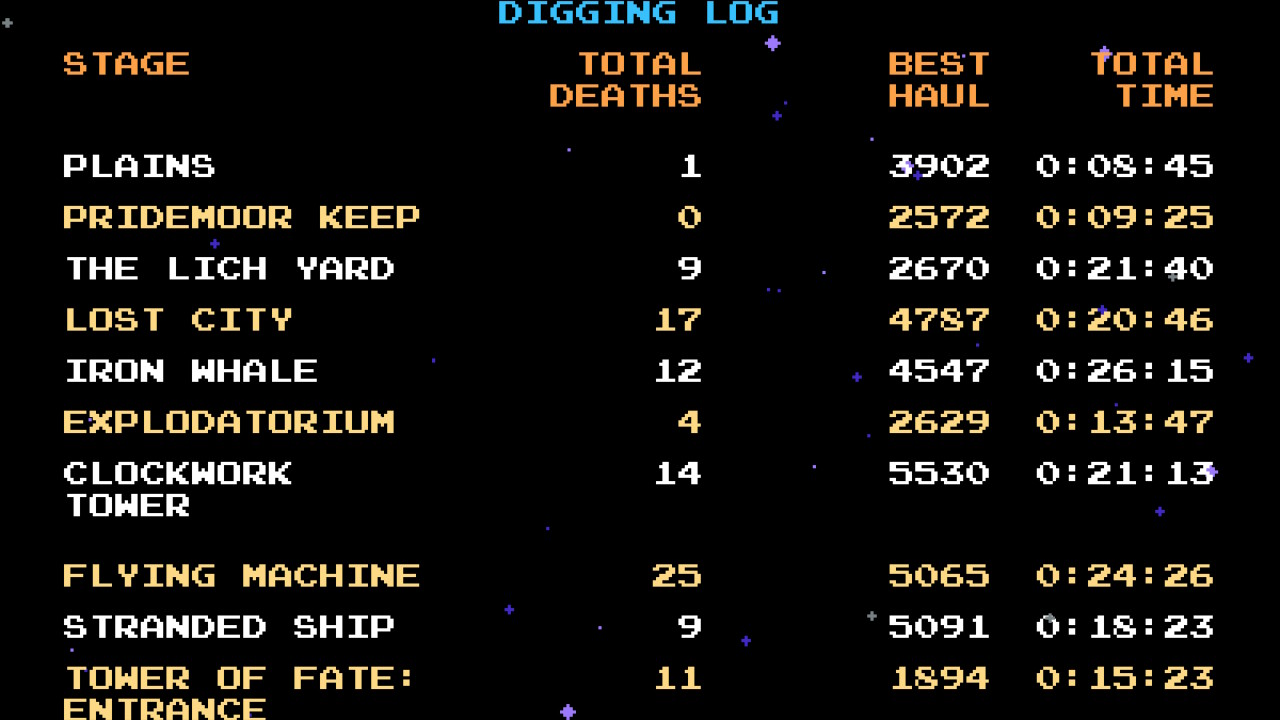 DIGGING LOG
STAGE TOTAL DEATHS BEST HAUL TOTAL TIME
PLAINS 1 3902 0:08:45
PRIDEMOOR KEEP 0 2572 0:09:25
THE LICH YARD 9 2670 0:21:40
LOST CITY 17 4787 0:20:46
IRON WHALE 12 4547 0:26:15
EXPLODATORIUM 4 2629 0:13:47
CLOCKWORK 14 5530 0:21:13
TOWER
FLYING MACHINE 25 5065 0:24:26
STRANDED SHIP 9 5091 0:18:23
TOWER OF FATE: 11 1894 0:15:23
ENTRANCE